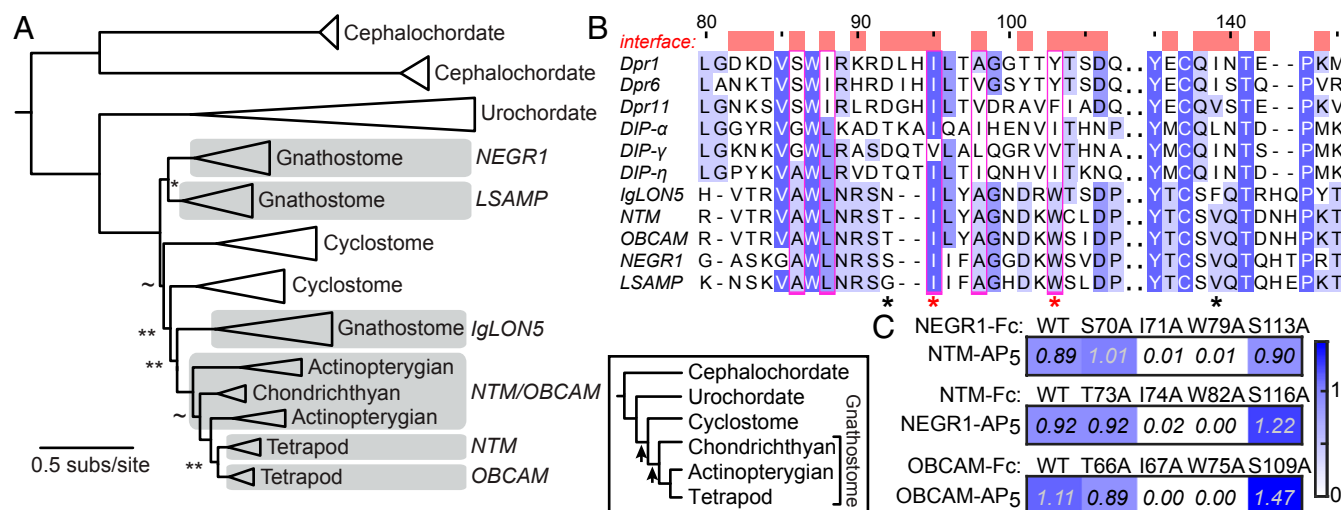 A
Cephalochordate
Cephalochordate
Urochordate
Gnathostome NEGR1
*
Gnathostome LSAMP
Cyclostome
~
Cyclostome
**
Gnathostome IgLON5
**
Actinopterygian
Chondrichthyan NTM/OBCAM
~
Actinopterygian
Tetrapod NTM
**
Tetrapod OBCAM
0.5 subs/site
Cephalochordate
Urochordate
Cyclostome
Chondrichthyan
Actinopterygian
Tetrapod
Gnathostome
B
80 90 100 140
interface:
Dpr1 LGDKDVSWIRKRDLHILTAGGTTYTSDQ..YECQINTE--PKM
Dpr6 LANKTVSWIRHRDIHILTVGSYTYTSDQ..YECQISTQ--PVR
Dpr11 LGNKSVSWIRLRDGHILTVDRAVFIADQ..YECQVSTE--PKV
DIP-α LGGYRVGWLKADTKAIQAIHENVITHNP..YMCQLNTD--PMK
DIP-γ LGKNKVGWLRASDQTVLALQGRVVTHNA..YMCQINTS--PMK
DIP-η LGPYKVAWLRVDTQTILTIQNHVITKNQ..YMCQINTD--PMK
IgLON5 H-VTRVAWLNRSN--ILYAGNDRWTSDP..YTCSFQTRHQPYT
NTM R-VTRVAWLNRST--ILYAGNDKWCLDP..YTCSVQTDNHPKT
OBCAM R-VTRVAWLNRST--ILYAGNDKWSIDP..YTCSVQTDNHPKT
NEGR1 G-ASKGAWLNRSS--IIFAGGDKWSVDP..YTCSVQTQHTPRT
LSAMP K-NSKVAWLNRSG--IIFAGHDKWSLDP..YTCSVQTQHEPKT
* * * *
C
NEGR1-Fc: WT S70A I71A W79A S113A
NTM-AP5 0.89 1.01 0.01 0.01 0.90
NTM-Fc: WT T73A I74A W82A S116A
NEGR1-AP5 0.92 0.92 0.02 0.00 1.22
OBCAM-Fc: WT T66A I67A W75A S109A
OBCAM-AP5 1.11 0.89 0.00 0.00 1.47
1
0